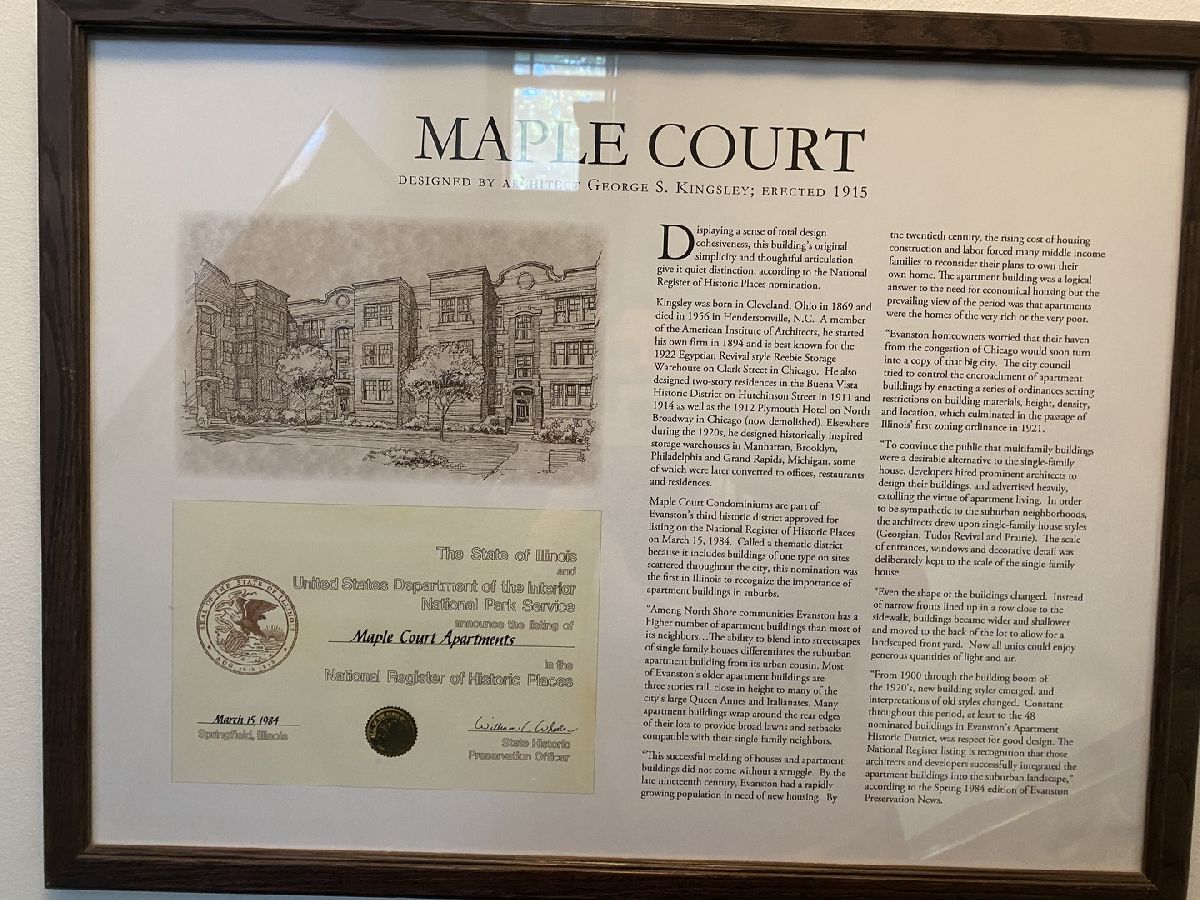 MAPLE COURT
DESIGNED BY ARCHITECT GEORGE S. KINGSLEY; ERECTED 1915
Displaying a sense of total design
cohesiveness, this building's original
simplicity and thoughtful articulation
give it quiet distinction, according to the National
Register of Historic Places nomination.
Kingsley was born in Cleveland, Ohio in 1869 and
died in 1956 in Hendersonville, N.C. A member
of the American Institute of Architects, he started
his own firm in 1894 and is best known for the
1922 Egyptian Revival style Reebie Storage
Warehouse on Clark Street in Chicago. He also
designed two-story residences in the Buena Vista
Historic District on Hutchinson Street in 1911 and
1914 as well as the 1912 Plymouth Hotel on North
Broadway in Chicago (now demolished). Elsewhere
during the 1920s, he designed historically inspired
storage warehouses in Manhattan, Brooklyn,
Philadelphia and Grand Rapids, Michigan, some
of which were later converted to offices, restaurants
and residences.
Maple Court Condominiums are part of
Evanston's third historic district approved for
listing on the National Register of Historic Places
on March 15, 1984. Called a thematic district
because it includes buildings of one type on sites
scattered throughout the city, this nomination was
the first in Illinois to recognize the importance of
apartment buildings in suburbs.
"Among North Shore communities Evanston has a
higher number of apartment buildings than most of
its neighbors...The ability to blend into streetscapes
of single family houses differentiates the suburban
apartment building from its urban cousin. Most
of Evanston's older apartment buildings are
three stories tall, close in height to many of the
city's large Queen Annes and Italianates. Many
apartment buildings wrap around the rear edges
of their lots to provide broad lawns and setbacks
compatible with their single family neighbors.
"This successful melding of houses and apartment
buildings did not come without a struggle. By the
late nineteenth century, Evanston had a rapidly
growing population in need of new housing. By
the twentieth century, the rising cost of housing
construction and labor forced many middle income
families to reconsider their plans to own their
own home. The apartment building was a logical
answer to the need for economical housing but the
prevailing view of the period was that apartments
were the homes of the very rich or the very poor.
"Evanston homeowners worried that their haven
from the congestion of Chicago would soon turn
into a copy of that big city. The city council
tried to control the encroachment of apartment
buildings by enacting a series of ordinances setting
restrictions on building materials, height, density,
and location, which culminated in the passage of
Illinois' first zoning ordinance in 1921.
"To convince the public that multifamily buildings
were a desirable alternative to the single-family
house, developers hired prominent architects to
design their buildings, and advertised heavily,
extolling the virtue of apartment living. In order
to be sympathetic to the suburban neighborhoods,
the architects drew upon single-family house styles
(Georgian, Tudor Revival and Prairie). The scale
of entrances, windows and decorative detail was
deliberately kept to the scale of the single family
house.
"Even the shape of the buildings changed. Instead
of narrow fronts lined up in a row close to the
sidewalk, buildings became wider and shallower
and moved to the back of the lot to allow for a
landscaped front yard. Now all units could enjoy
generous quantities of light and air.
"From 1900 through the building boom of
the 1920's, new building styles emerged, and
interpretations of old styles changed. Constant
throughout this period, at least to the 48
nominated buildings in Evanston's Apartment
Historic District, was respect for good design. The
National Register listing is recognition that those
architects and developers successfully integrated the
apartment buildings into the suburban landscape,"
according to the Spring 1984 edition of Evanston
Preservation News.
The State of Illinois
and
United States Department of the Interior
National Park Service
announce the listing of
Maple Court Apartments
in the
National Register of Historic Places
SEAL OF THE STATE OF ILLINOIS
AUG. 26TH 1818
March 15, 1984
Springfield, Illinois
State Historic
Preservation Officer